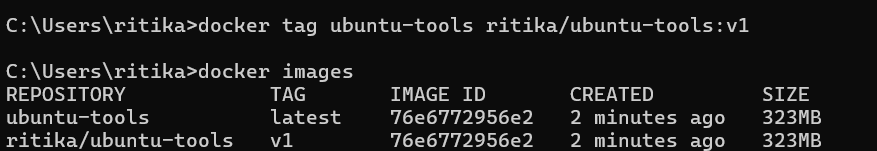 C:\Users\ritika>docker tag ubuntu-tools ritika/ubuntu-tools:v1
C:\Users\ritika>docker images
REPOSITORY TAG IMAGE ID CREATED SIZE
ubuntu-tools latest 76e6772956e2 2 minutes ago 323MB
ritika/ubuntu-tools v1 76e6772956e2 2 minutes ago 323MB